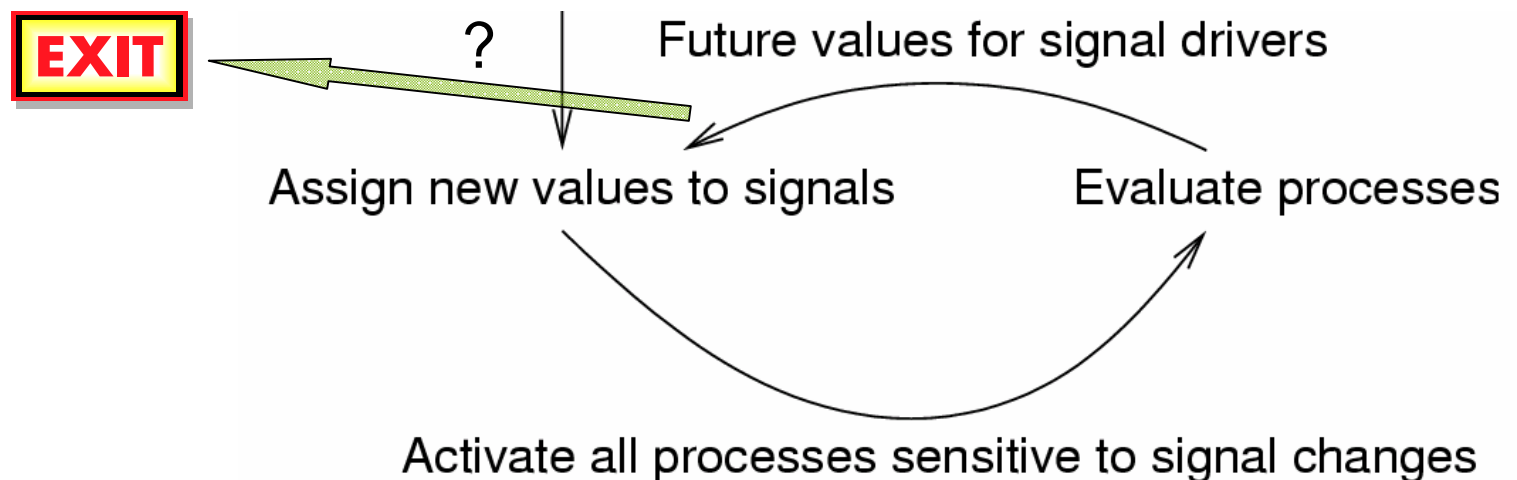 EXIT
?
Future values for signal drivers
Assign new values to signals
Evaluate processes
Activate all processes sensitive to signal changes